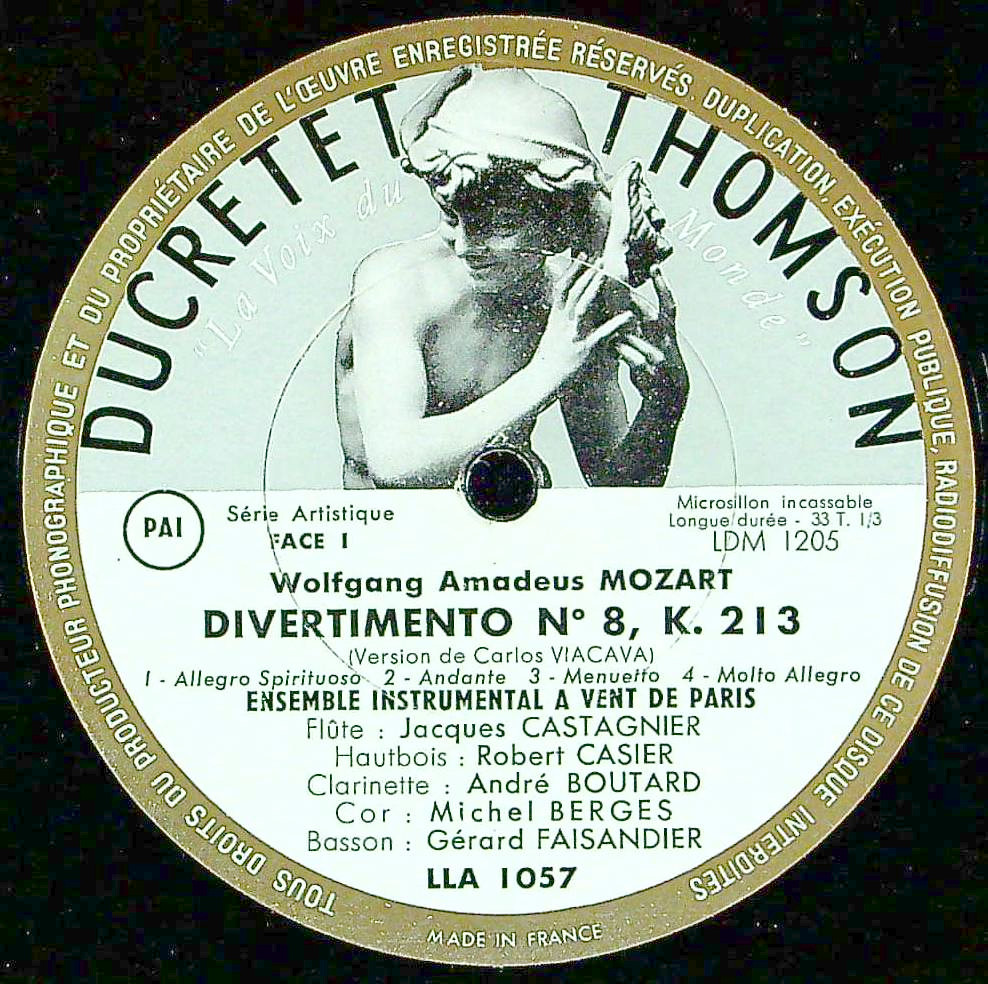 TOUS DROITS DU PRODUCTEUR PHONOGRAPHIQUE ET DU PROPRIÉTAIRE DE L'ŒUVRE ENREGISTRÉE RÉSERVÉS. DUPLICATION, EXÉCUTION PUBLIQUE, RADIODIFFUSION DE CE DISQUE INTERDITES
DUCRETET THOMSON
"La Voix du Monde"
PAI
Série Artistique
FACE 1
Microsillon incassable
Longue durée - 33 T. 1/3
LDM 1205
Wolfgang Amadeus MOZART
DIVERTIMENTO N° 8, K. 213
(Version de Carlos VIACAVA)
1 - Allegro Spirituoso 2 - Andante 3 - Menuetto 4 - Molto Allegro
ENSEMBLE INSTRUMENTAL A VENT DE PARIS
Flûte : Jacques CASTAGNIER
Hautbois : Robert CASIER
Clarinette : André BOUTARD
Cor : Michel BERGES
Basson : Gérard FAISANDIER
LLA 1057
MADE IN FRANCE